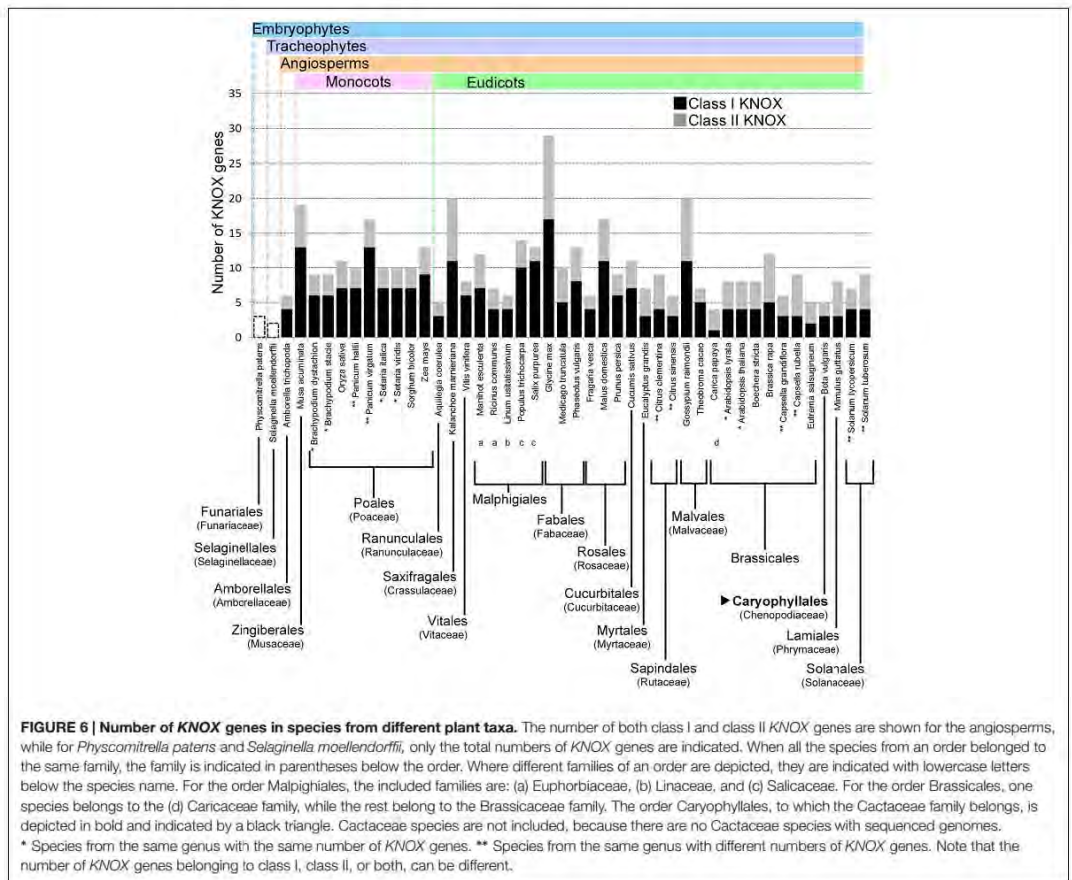 Embryophytes
Tracheophytes
Angiosperms
Monocots
Eudicots
Number of KNOX genes
35
30
25
20
15
10
5
0
Class I KNOX
Class II KNOX
Physcomitrella patens
Selaginella moellendorffii
Amborella trichopoda
Musa acuminata
* Brachypodium dystachion
* Brachypodium stacie
Oryza sativa
** Panicum hallii
** Panicum virgatum
* Setaria italica
* Setaria viridis
Sorghum bicolor
Zea mays
Aquilegia coerulea
Kalanchoe marnieriana
Vitis vinifera
Manihot esculenta
Ricinus communis
Linum usitatissimum
Populus trichocarpa
Salix purpurea
Glycine max
Medicago truncatula
Phaseolus vulgaris
Fragaria vesca
Malus domestica
Prunus persica
Cucumis sativus
Eucalyptus grandis
** Citrus clementina
** Citrus sinensis
Gossypium raimondii
Theobroma cacao
Carica papaya
* Arabidopsis lyrata
* Arabidopsis thaliana
Boechera stricta
Brassica rapa
** Capsella grandiflora
** Capsella rubella
Eutrema salsugineum
Beta vulgaris
Mimulus guttatus
** Solanum lycopersicum
** Solanum tuberosum
a a b c c d
Funariales
(Funariaceae)
Selaginellales
(Selaginellaceae)
Amborellales
(Amborellaceae)
Zingiberales
(Musaceae)
Poales
(Poaceae)
Ranunculales
(Ranunculaceae)
Saxifragales
(Crassulaceae)
Vitales
(Vitaceae)
Malphigiales
Fabales
(Fabaceae)
Rosales
(Rosaceae)
Cucurbitales
(Cucurbitaceae)
Myrtales
(Myrtaceae)
Sapindales
(Rutaceae)
Malvales
(Malvaceae)
Brassicales
▶Caryophyllales
(Chenopodiaceae)
Lamiales
(Phrymaceae)
Solanales
(Solanaceae)
FIGURE 6 | Number of KNOX genes in species from different plant taxa. The number of both class I and class II KNOX genes are shown for the angiosperms,
while for Physcomitrella patens and Selaginella moellendorffii, only the total numbers of KNOX genes are indicated. When all the species from an order belonged to
the same family, the family is indicated in parentheses below the order. Where different families of an order are depicted, they are indicated with lowercase letters
below the species name. For the order Malpighiales, the included families are: (a) Euphorbiaceae, (b) Linaceae, and (c) Salicaceae. For the order Brassicales, one
species belongs to the (d) Caricaceae family, while the rest belong to the Brassicaceae family. The order Caryophyllales, to which the Cactaceae family belongs, is
depicted in bold and indicated by a black triangle. Cactaceae species are not included, because there are no Cactaceae species with sequenced genomes.
* Species from the same genus with the same number of KNOX genes. ** Species from the same genus with different numbers of KNOX genes. Note that the
number of KNOX genes belonging to class I, class II, or both, can be different.